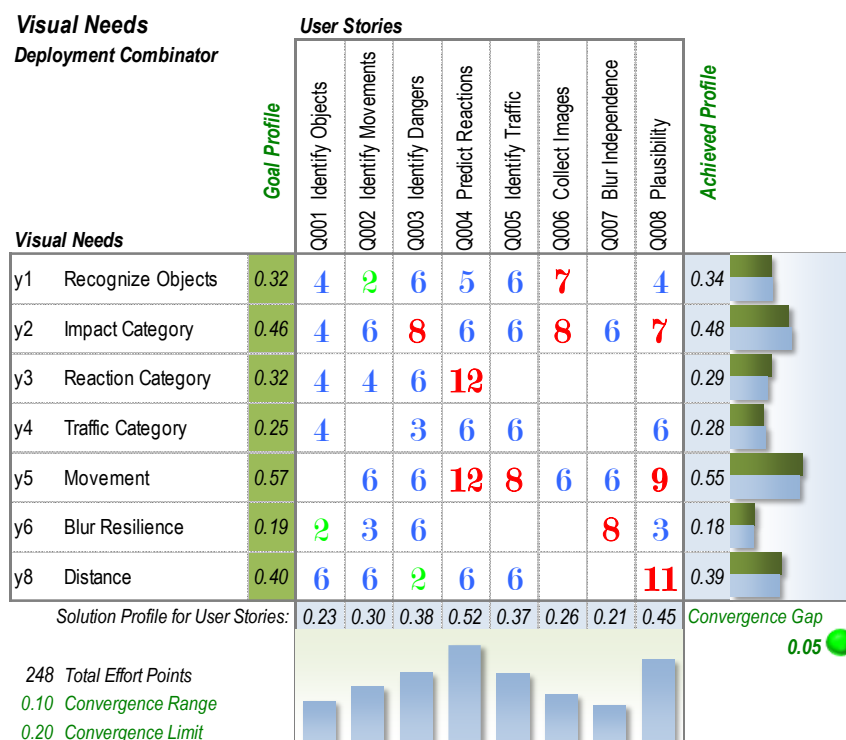 Visual Needs
Deployment Combinator
User Stories
Goal Profile
Q001 Identify Objects
Q002 Identify Movements
Q003 Identify Dangers
Q004 Predict Reactions
Q005 Identify Traffic
Q006 Collect Images
Q007 Blur Independence
Q008 Plausibility
Achieved Profile
Visual Needs
y1 Recognize Objects 0.32 4 2 6 5 6 7 4 0.34
y2 Impact Category 0.46 4 6 8 6 6 8 6 7 0.48
y3 Reaction Category 0.32 4 4 6 12 0.29
y4 Traffic Category 0.25 4 3 6 6 6 0.28
y5 Movement 0.57 6 6 12 8 6 6 9 0.55
y6 Blur Resilience 0.19 2 3 6 8 3 0.18
y8 Distance 0.40 6 6 2 6 6 11 0.39
Solution Profile for User Stories: 0.23 0.30 0.38 0.52 0.37 0.26 0.21 0.45 Convergence Gap
0.05
248 Total Effort Points
0.10 Convergence Range
0.20 Convergence Limit